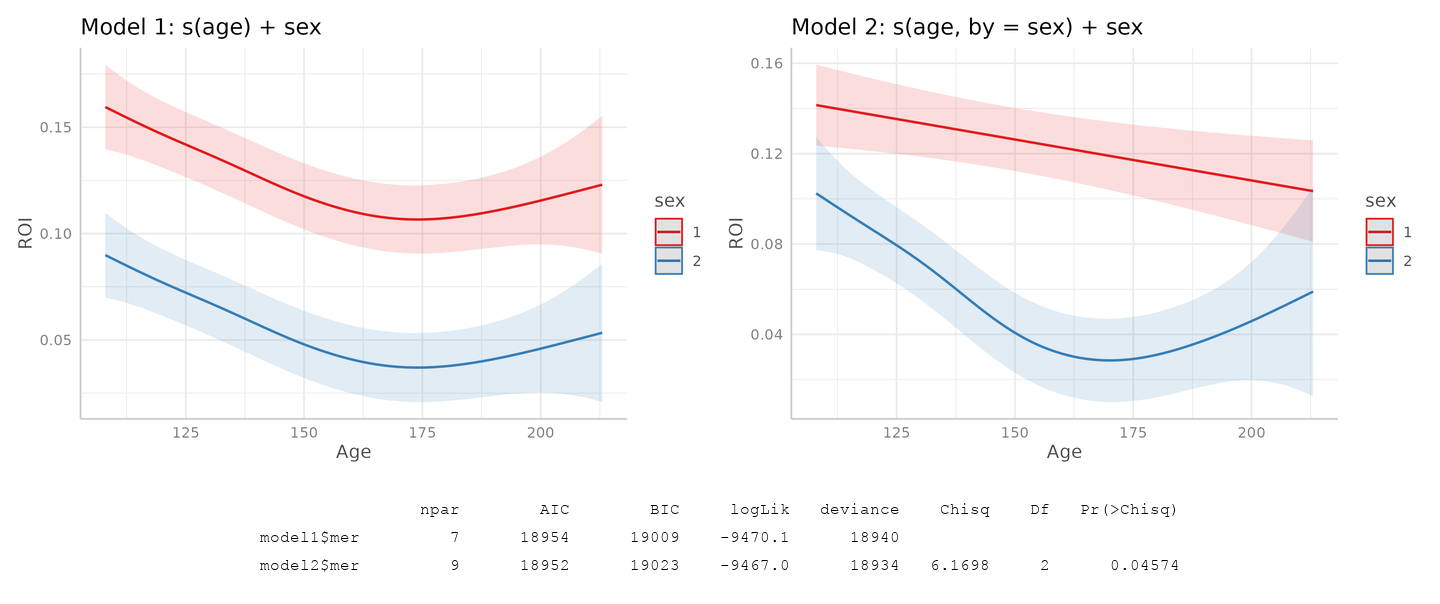 Model 1: s(age) + sex
0.15
0.10
0.05
ROI
125 150 175 200
Age
sex
1
2
Model 2: s(age, by = sex) + sex
0.16
0.12
0.08
0.04
ROI
125 150 175 200
Age
sex
1
2
npar AIC BIC logLik deviance Chisq Df Pr(>Chisq)
model1$mer 7 18954 19009 -9470.1 18940
model2$mer 9 18952 19023 -9467.0 18934 6.1698 2 0.04574